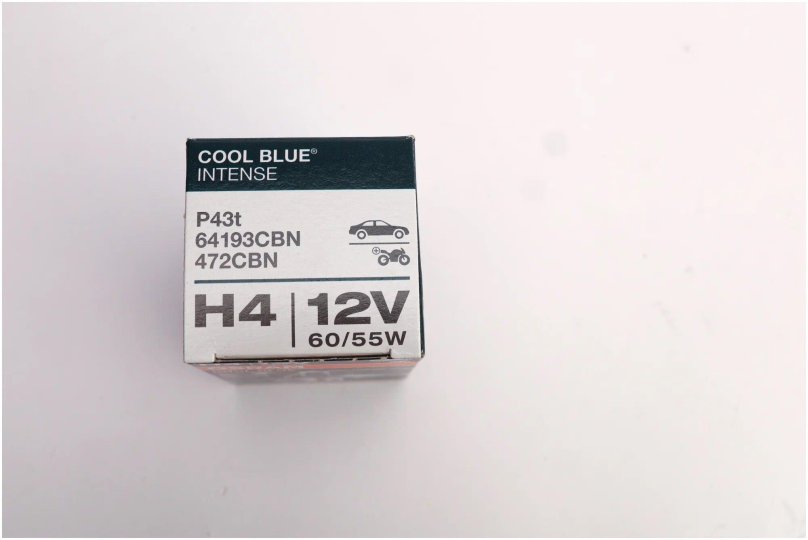 COOL BLUE®
INTENSE
P43t
64193CBN
472CBN
H4 12V
60/55W